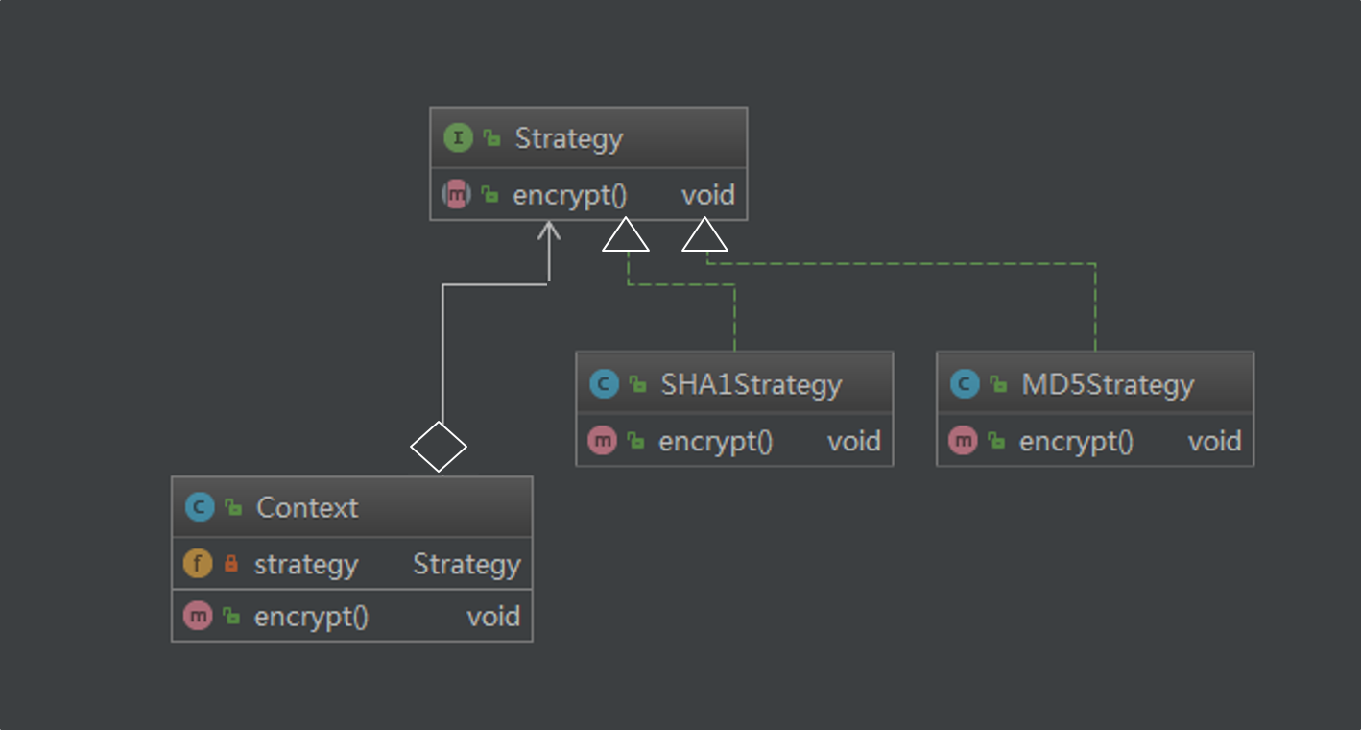 I Strategy
m encrypt() void
C SHA1Strategy
m encrypt() void
C MD5Strategy
m encrypt() void
C Context
f strategy Strategy
m encrypt() void